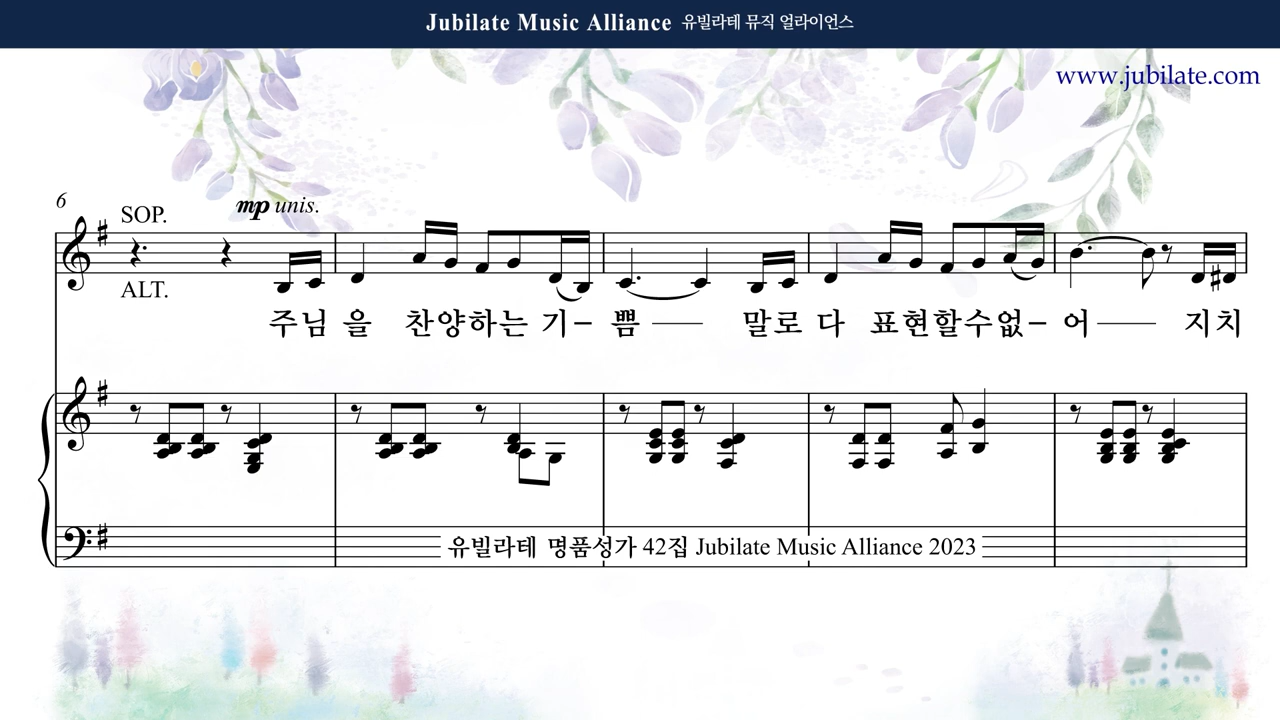 Jubilate Music Alliance 유빌라테 뮤직 얼라이언스
www.jubilate.com
6
SOP.
mp unis.
ALT.
주님 을 찬양하는 기– 쁨 말로 다 표현할수없– 어 지치
유빌라테 명품성가 42집 Jubilate Music Alliance 2023